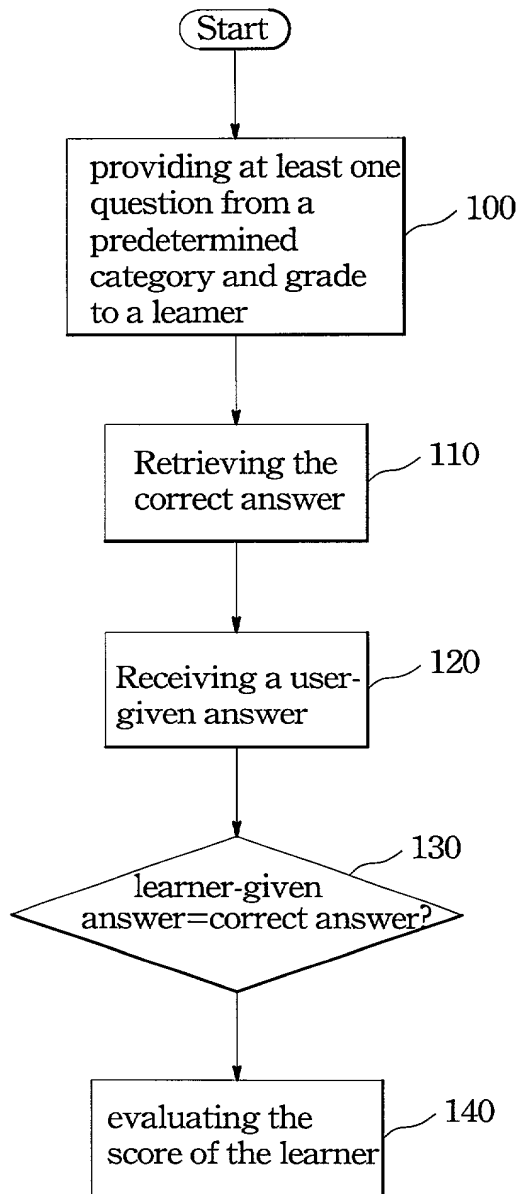 Start
providing at least one
question from a
predetermined
category and grade
to a learner
100
Retrieving the
correct answer
110
Receiving a user-
given answer
120
learner-given
answer=correct answer?
130
evaluating the
score of the learner
140